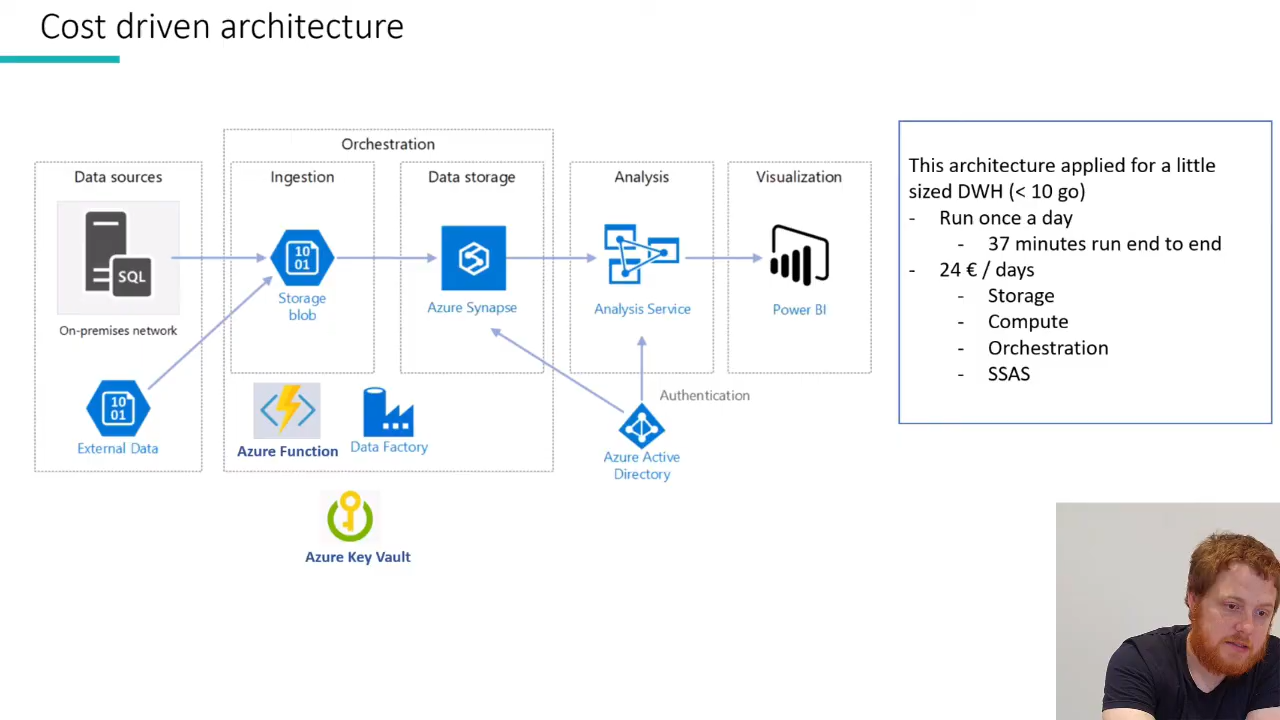 Cost driven architecture
Orchestration
Data sources
Ingestion
Data storage
Analysis
Visualization
SQL
On-premises network
10
01
Storage
blob
Azure Synapse
Analysis Service
Power BI
10
01
External Data
Azure Function
Data Factory
Authentication
Azure Active
Directory
Azure Key Vault
This architecture applied for a little
sized DWH (< 10 go)
- Run once a day
- 37 minutes run end to end
- 24 € / days
- Storage
- Compute
- Orchestration
- SSAS